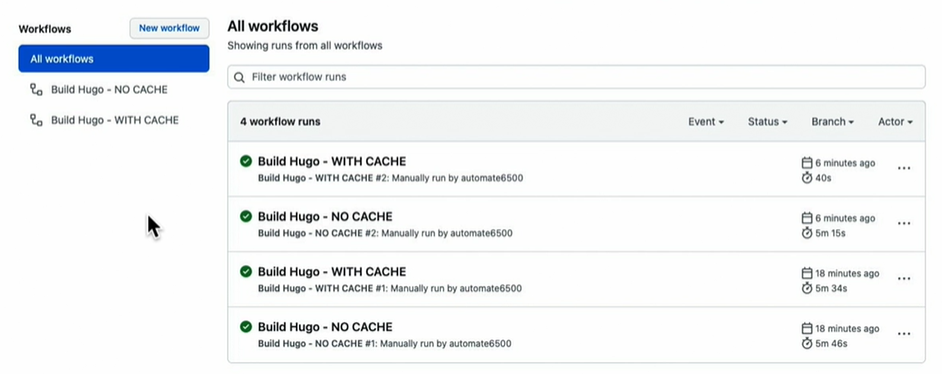 Workflows
New workflow
All workflows
Build Hugo - NO CACHE
Build Hugo - WITH CACHE
All workflows
Showing runs from all workflows
Filter workflow runs
4 workflow runs
Event
Status
Branch
Actor
Build Hugo - WITH CACHE
Build Hugo - WITH CACHE #2: Manually run by automate6500
6 minutes ago
40s
Build Hugo - NO CACHE
Build Hugo - NO CACHE #2: Manually run by automate6500
6 minutes ago
5m 15s
Build Hugo - WITH CACHE
Build Hugo - WITH CACHE #1: Manually run by automate6500
18 minutes ago
5m 34s
Build Hugo - NO CACHE
Build Hugo - NO CACHE #1: Manually run by automate6500
18 minutes ago
5m 46s